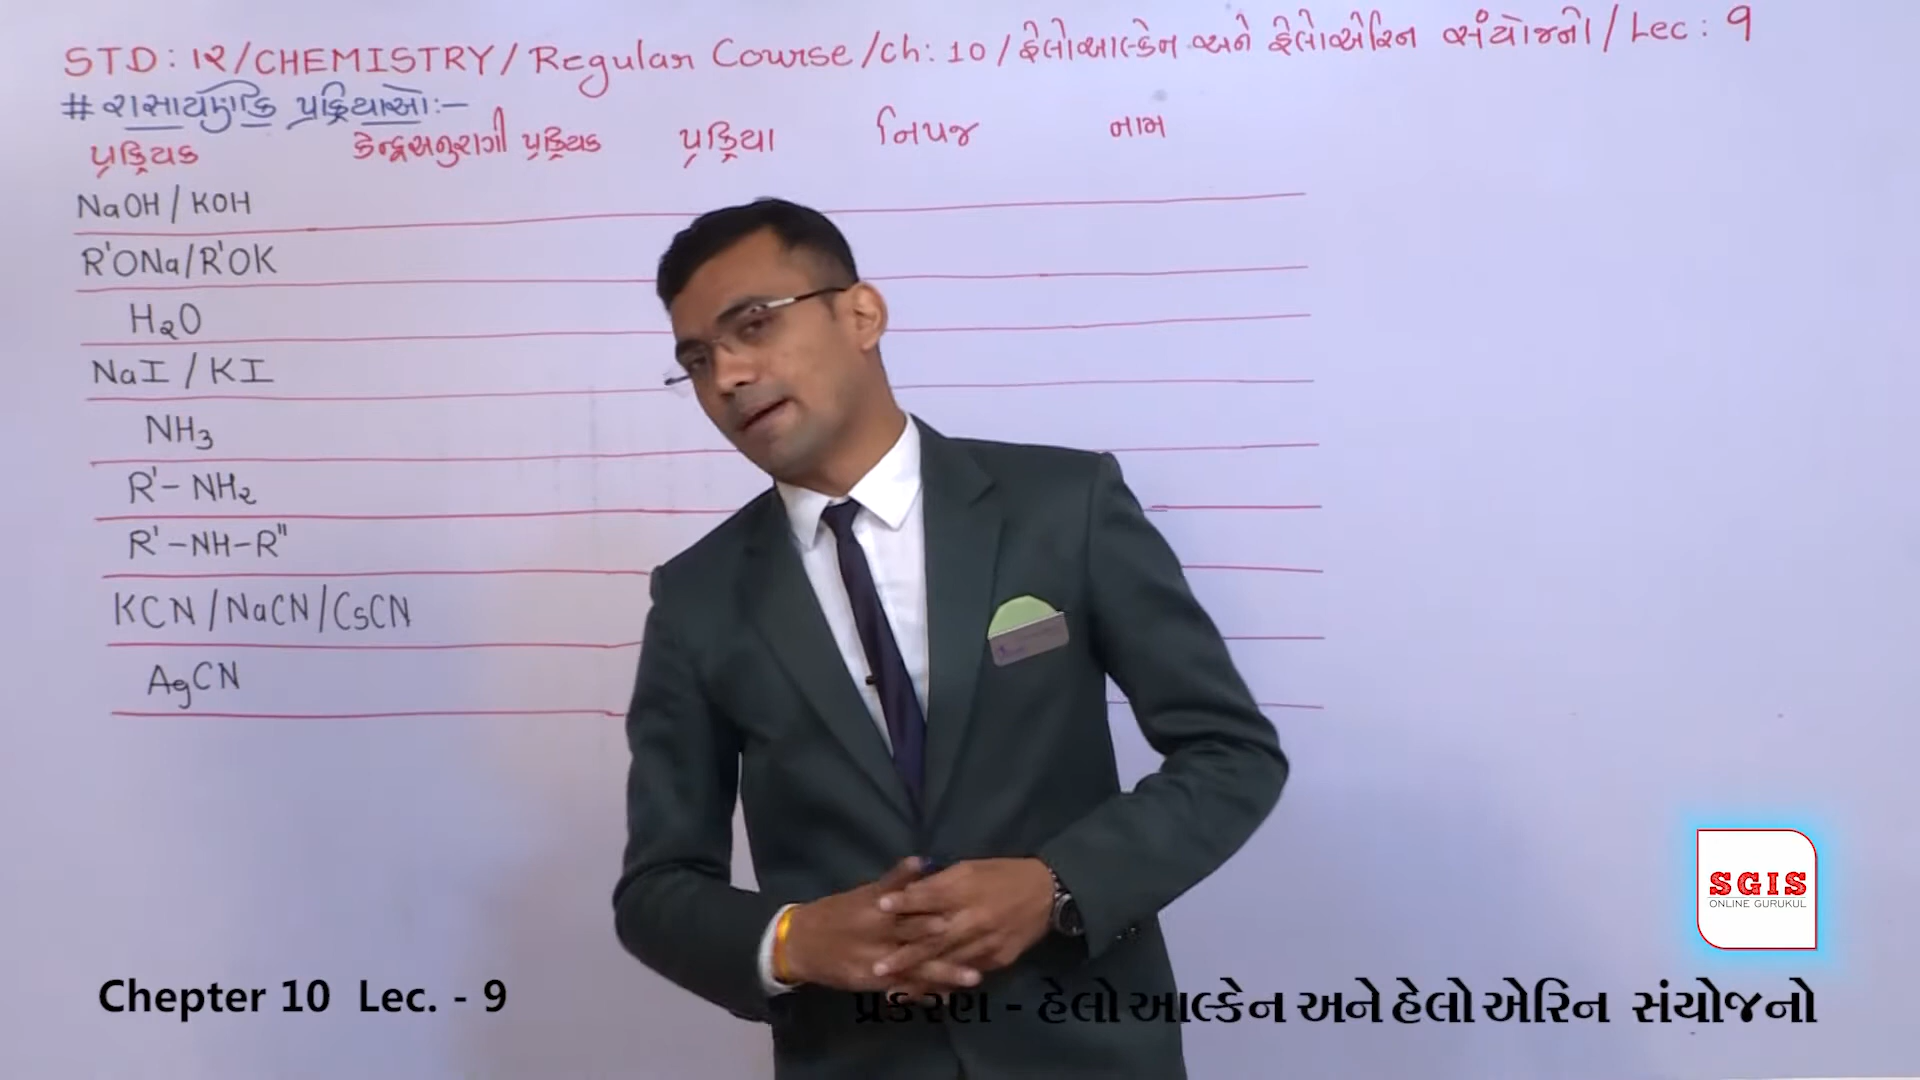 STD: ૧૨/CHEMISTRY/Regular Course/ch: 10/હેલોઆલ્કેન અને હેલોએરિન સંયોજનો/Lec: 9
# રાસાયણિક પ્રક્રિયાઓ:-
પ્રક્રિયક કેન્દ્રઅનુરાગી પ્રક્રિયક પ્રક્રિયા નિપજ નામ
NaOH / KOH
R'ONa/R'OK
H₂O
NaI / KI
NH₃
R'- NH₂
R'-NH-R"
KCN/NaCN/CsCN
AgCN
SGIS
ONLINE GURUKUL
Chepter 10 Lec. - 9
પ્રકરણ - હેલોઆલ્કેન અને હેલોએરિન સંયોજનો